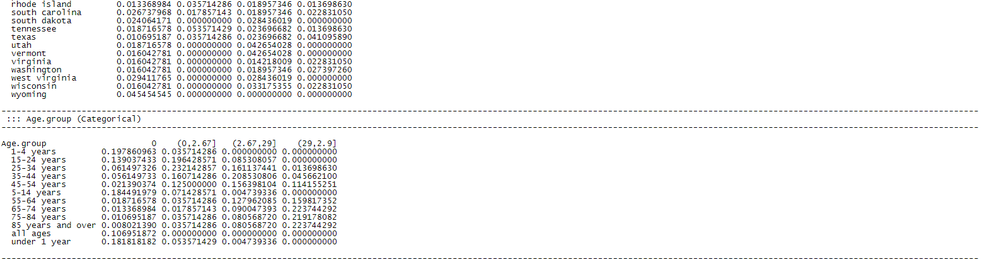 rhode island 0.013368984 0.035714286 0.018957346 0.013698630
south carolina 0.026737968 0.017857143 0.018957346 0.022831050
south dakota 0.024064171 0.000000000 0.028436019 0.000000000
tennessee 0.018716578 0.053571429 0.023696682 0.013698630
texas 0.010695187 0.035714286 0.023696682 0.041095890
utah 0.018716578 0.000000000 0.042654028 0.000000000
vermont 0.016042781 0.000000000 0.042654028 0.000000000
virginia 0.016042781 0.000000000 0.014218009 0.022831050
washington 0.016042781 0.000000000 0.018957346 0.027397260
west virginia 0.029411765 0.000000000 0.028436019 0.000000000
wisconsin 0.016042781 0.000000000 0.033175355 0.022831050
wyoming 0.045454545 0.000000000 0.000000000 0.000000000
::: Age.group (Categorical)
Age.group 0 (0,2.67] (2.67,29] (29,2.9]
1-4 years 0.197860963 0.035714286 0.000000000 0.000000000
15-24 years 0.139037433 0.196428571 0.085308057 0.000000000
25-34 years 0.061497326 0.232142857 0.161137441 0.013698630
35-44 years 0.056149733 0.160714286 0.208530806 0.045662100
45-54 years 0.021390374 0.125000000 0.156398104 0.114155251
5-14 years 0.184491979 0.071428571 0.004739336 0.000000000
55-64 years 0.018716578 0.035714286 0.127962085 0.159817352
65-74 years 0.013368984 0.017857143 0.090047393 0.223744292
75-84 years 0.010695187 0.035714286 0.080568720 0.219178082
85 years and over 0.008021390 0.035714286 0.080568720 0.223744292
all ages 0.106951872 0.000000000 0.000000000 0.000000000
under 1 year 0.181818182 0.053571429 0.004739336 0.000000000